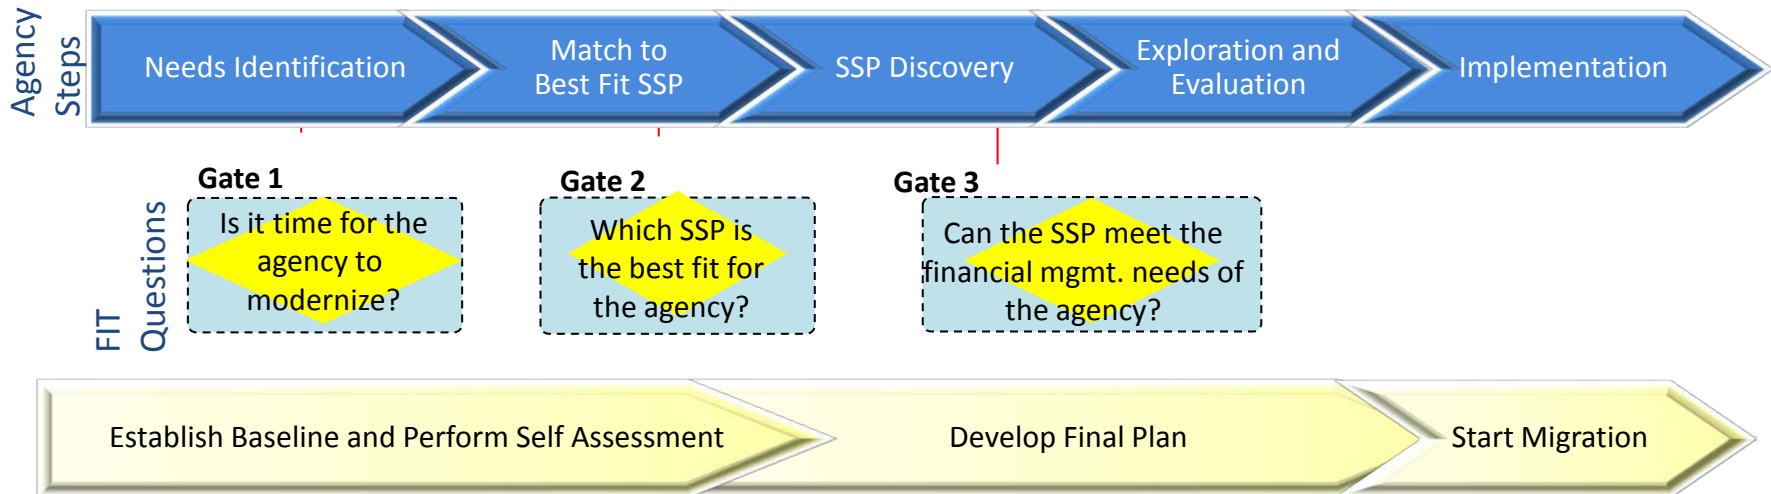 Agency
Steps
Needs Identification
Match to
Best Fit SSP
SSP Discovery
Exploration and
Evaluation
Implementation
FIT
Questions
Gate 1
Is it time for the
agency to
modernize?
Gate 2
Which SSP is
the best fit for
the agency?
Gate 3
Can the SSP meet the
financial mgmt. needs of
the agency?
Establish Baseline and Perform Self Assessment
Develop Final Plan
Start Migration